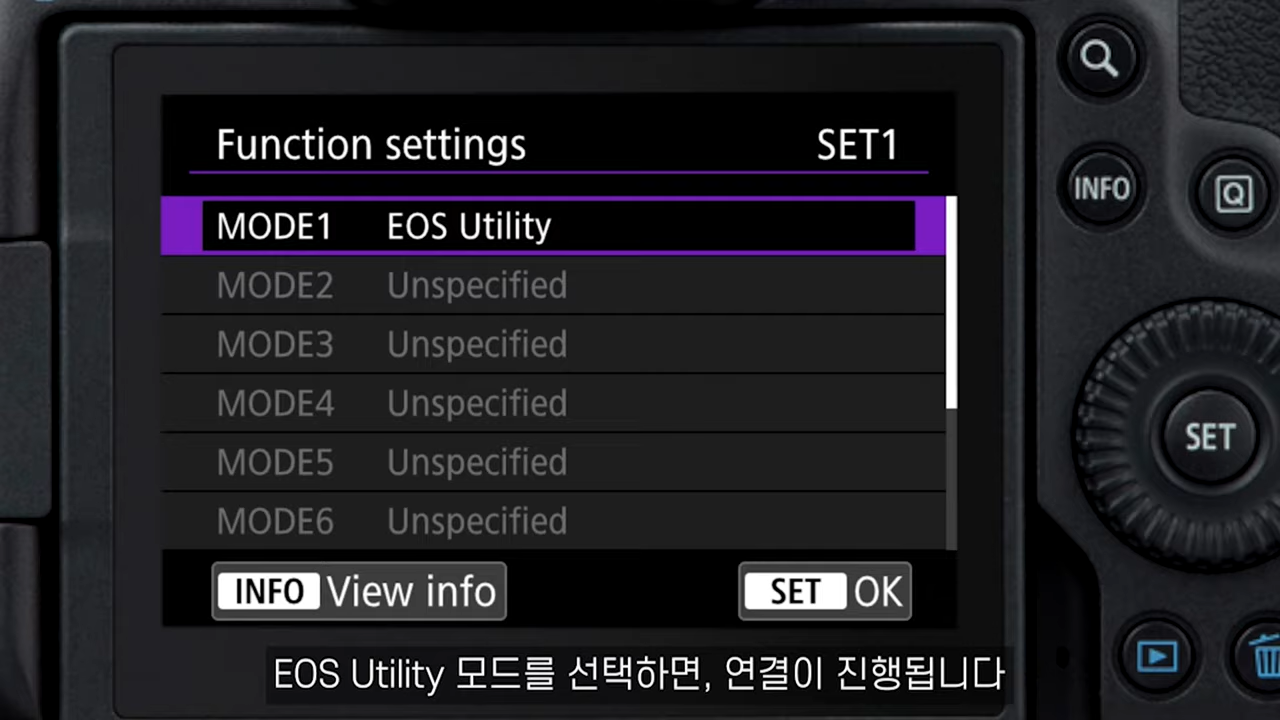 Function settings SET1
MODE1 EOS Utility
MODE2 Unspecified
MODE3 Unspecified
MODE4 Unspecified
MODE5 Unspecified
MODE6 Unspecified
INFO View info SET OK
INFO
Q
SET
EOS Utility 모드를 선택하면, 연결이 진행됩니다